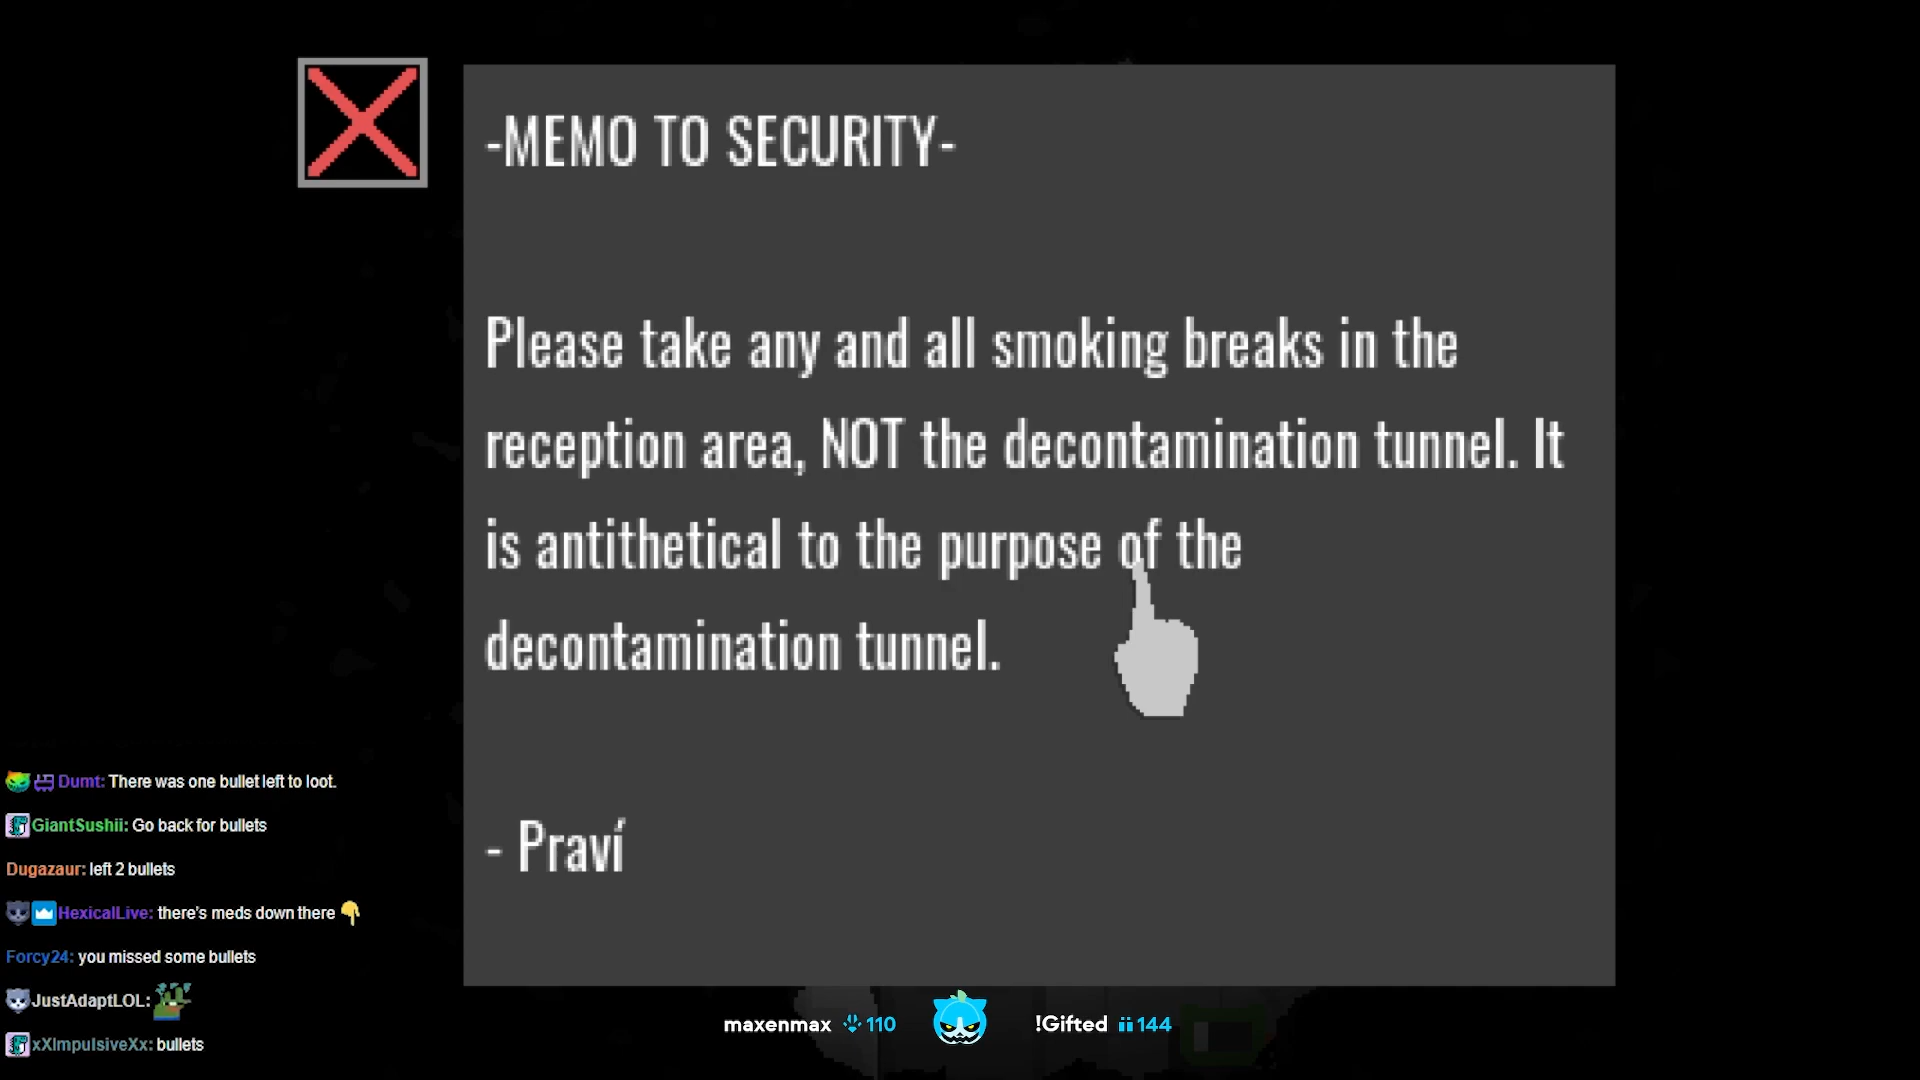 -MEMO TO SECURITY-
Please take any and all smoking breaks in the
reception area, NOT the decontamination tunnel. It
is antithetical to the purpose of the
decontamination tunnel.
- Praví
Dumt: There was one bullet left to loot.
GiantSushii: Go back for bullets
Dugazaur: left 2 bullets
HexicalLive: there's meds down there
Forcy24: you missed some bullets
JustAdaptLOL:
xXImpulsiveXx: bullets
maxenmax 110
!Gifted 144